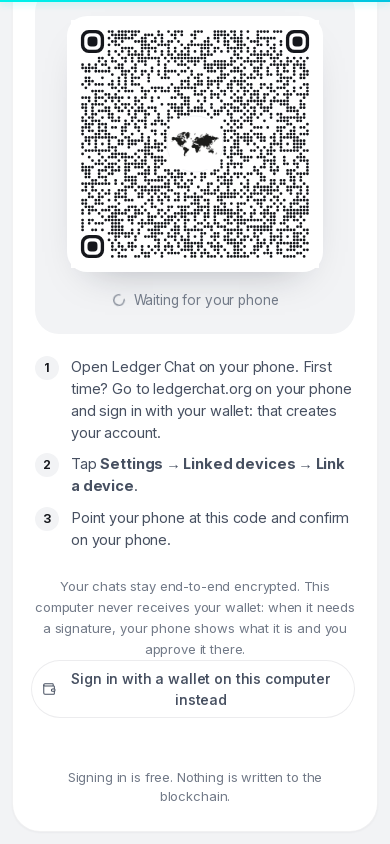 Waiting for your phone
1 Open Ledger Chat on your phone. First
time? Go to ledgerchat.org on your phone
and sign in with your wallet: that creates
your account.
2 Tap Settings → Linked devices → Link
a device.
3 Point your phone at this code and confirm
on your phone.
Your chats stay end-to-end encrypted. This
computer never receives your wallet: when it needs
a signature, your phone shows what it is and you
approve it there.
Sign in with a wallet on this computer
instead
Signing in is free. Nothing is written to the
blockchain.